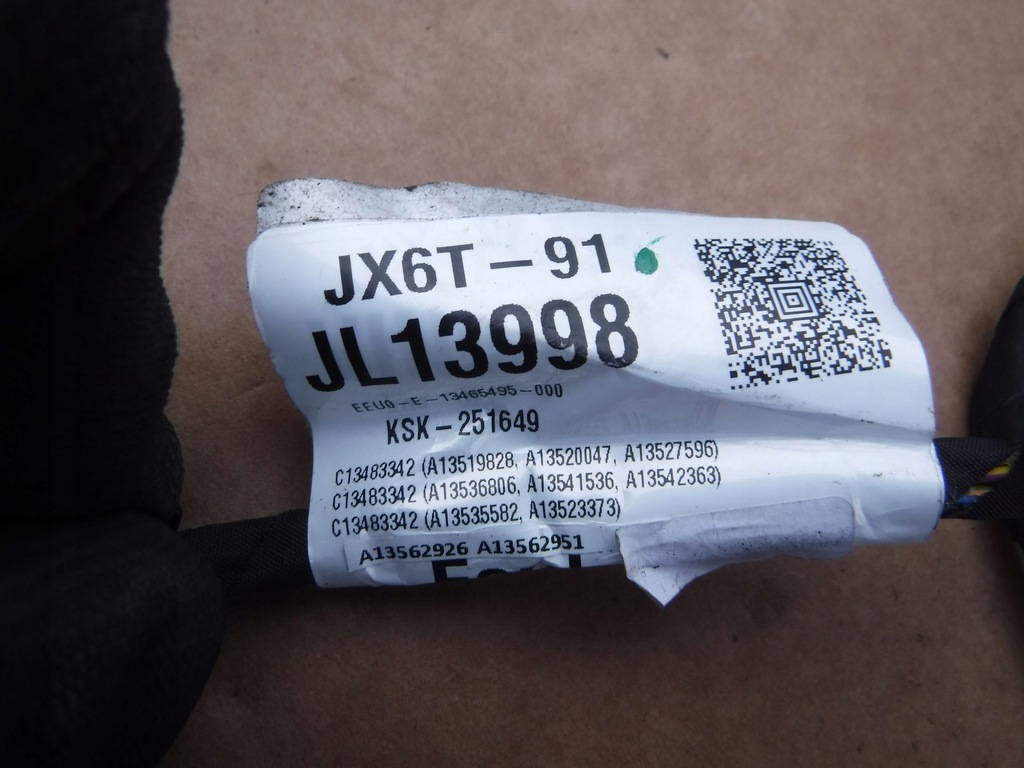 JX6T-91
JL13998
EEU0-E-13465495-000
KSK-251649
C13483342 (A13519828, A13520047, A13527596)
C13483342 (A13536806, A13541536, A13542363)
C13483342 (A13535582, A13523373)
A13562926 A13562951